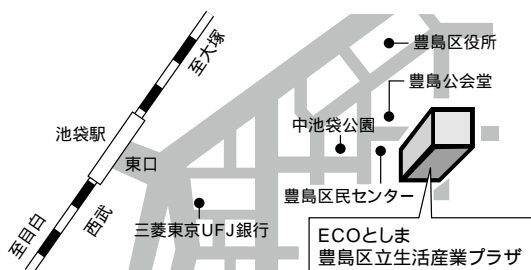 至大塚
豊島区役所
豊島公会堂
中池袋公園
池袋駅
東口
豊島区民センター
西武
至目白
三菱東京UFJ銀行
ECOとしま
豊島区立生活産業プラザ